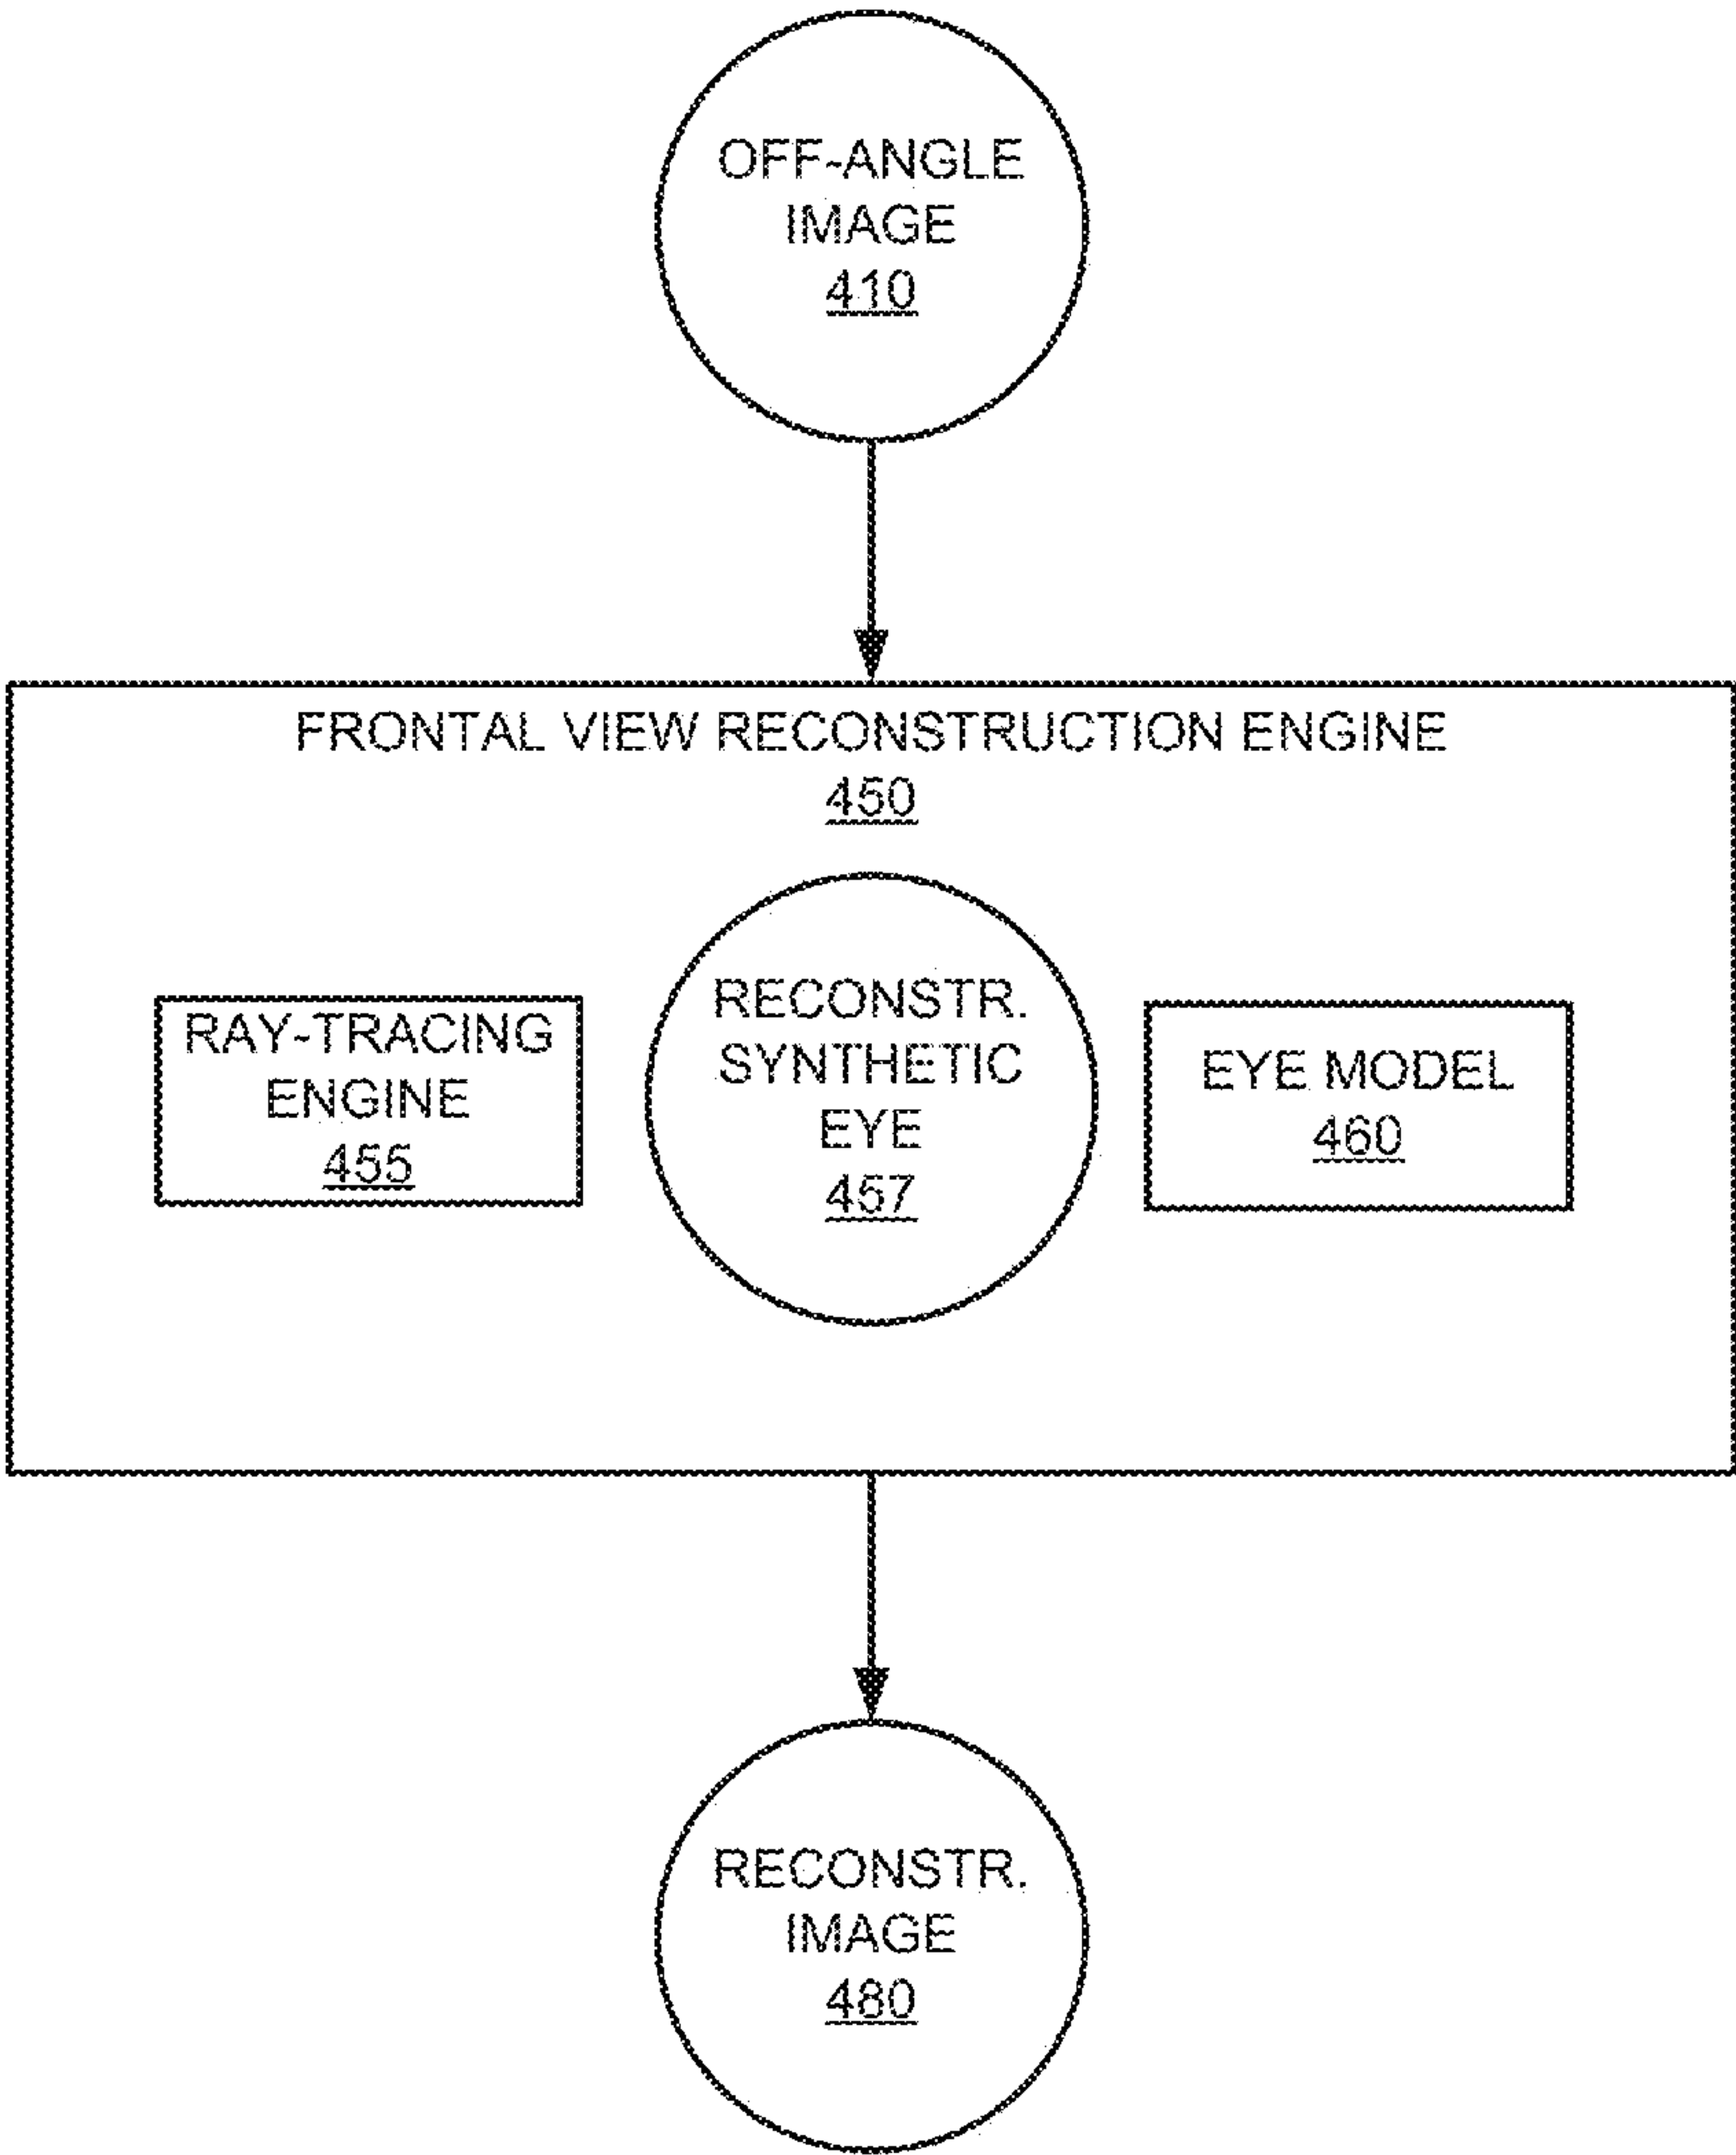 OFF-ANGLE
IMAGE
410
FRONTAL VIEW RECONSTRUCTION ENGINE
450
RAY-TRACING
ENGINE
455
RECONSTR.
SYNTHETIC
EYE
457
EYE MODEL
460
RECONSTR.
IMAGE
480